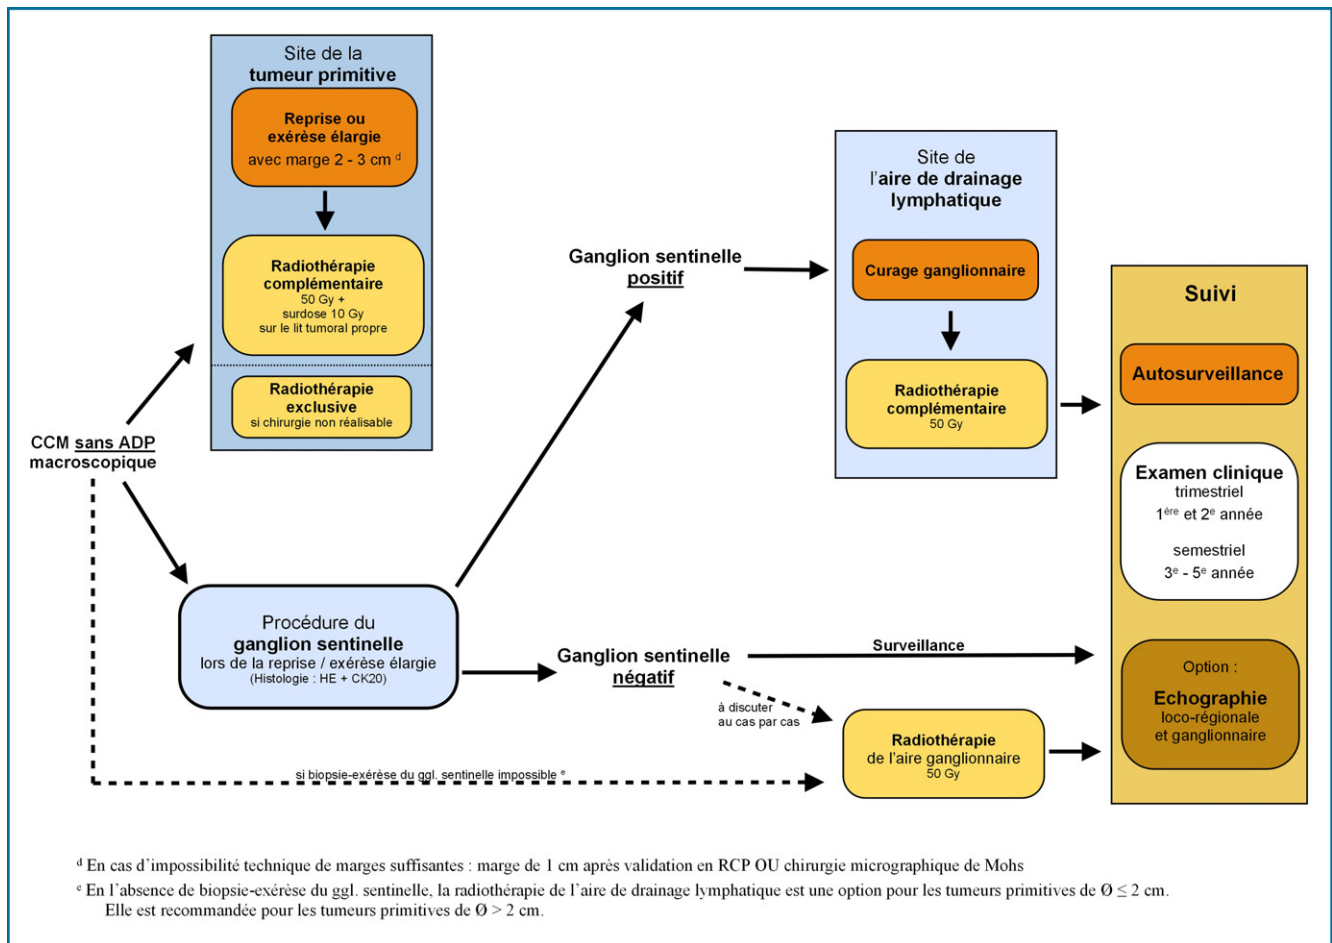 Site de la
tumeur primitive
Reprise ou
exérèse élargie
avec marge 2 - 3 cm ᵈ
Radiothérapie
complémentaire
50 Gy +
surdose 10 Gy
sur le lit tumoral propre
Radiothérapie
exclusive
si chirurgie non réalisable
CCM sans ADP
macroscopique
Procédure du
ganglion sentinelle
lors de la reprise / exérèse élargie
(Histologie : HE + CK20)
Ganglion sentinelle
positif
Site de
l'aire de drainage
lymphatique
Curage ganglionnaire
Radiothérapie
complémentaire
50 Gy
Ganglion sentinelle
négatif
Surveillance
à discuter
au cas par cas
Radiothérapie
de l'aire ganglionnaire
50 Gy
si biopsie-exérèse du ggl. sentinelle impossible ᵉ
Suivi
Autosurveillance
Examen clinique
trimestriel
1ère et 2e année
semestriel
3e - 5e année
Option :
Echographie
loco-régionale
et ganglionnaire
ᵈ En cas d'impossibilité technique de marges suffisantes : marge de 1 cm après validation en RCP OU chirurgie micrographique de Mohs
ᵉ En l'absence de biopsie-exérèse du ggl. sentinelle, la radiothérapie de l'aire de drainage lymphatique est une option pour les tumeurs primitives de Ø ≤ 2 cm.
Elle est recommandée pour les tumeurs primitives de Ø > 2 cm.